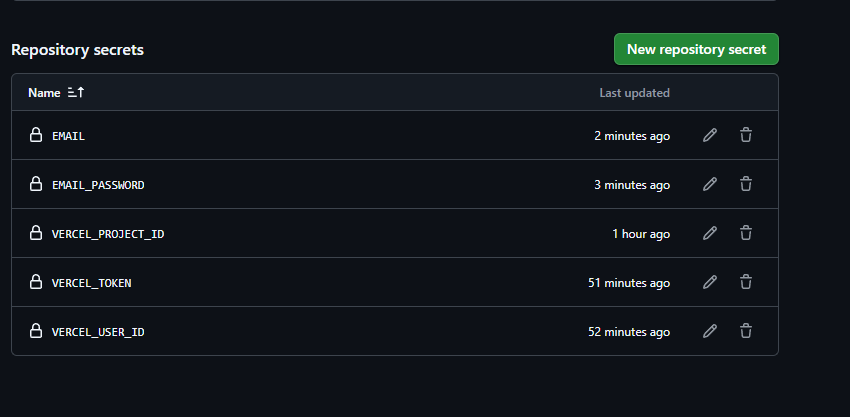 Repository secrets
New repository secret
Name
Last updated
EMAIL
2 minutes ago
EMAIL_PASSWORD
3 minutes ago
VERCEL_PROJECT_ID
1 hour ago
VERCEL_TOKEN
51 minutes ago
VERCEL_USER_ID
52 minutes ago